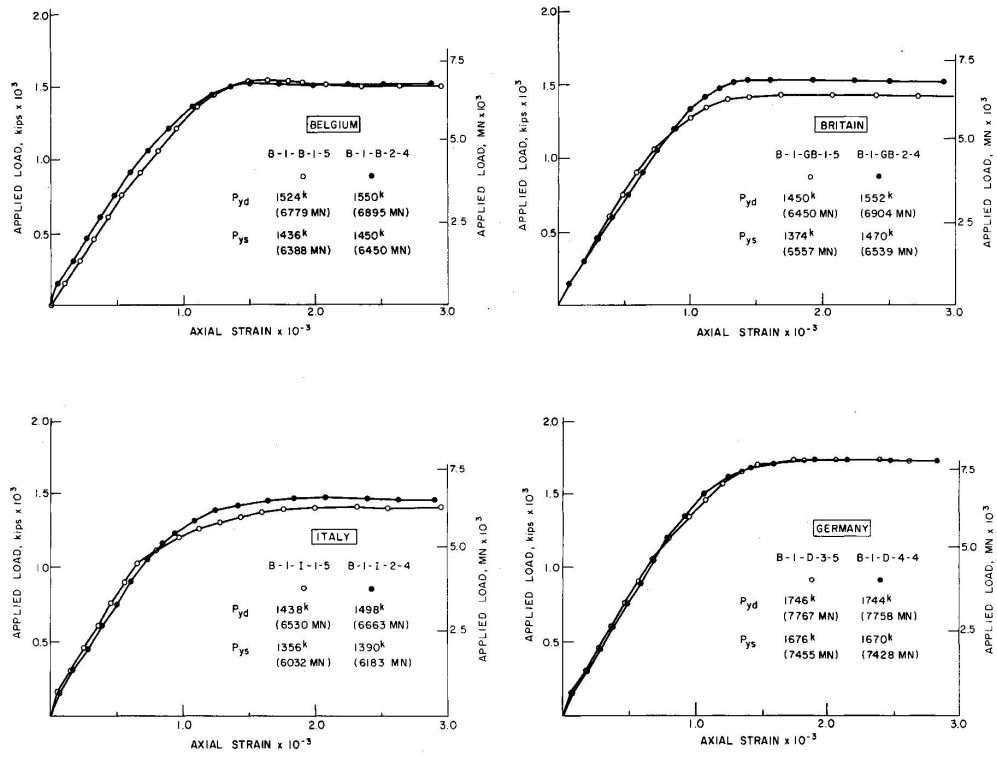 2.0
1.5
1.0
0.5
APPLIED LOAD, kips x 10⁻³
7.5
5.0
2.5
APPLIED LOAD, MN x 10³
BELGIUM
B-1-B-1-5 B-1-B-2-4
Pyd 1524ᵏ 1550ᵏ
(6779 MN) (6895 MN)
Pys 1436ᵏ 1450ᵏ
(6388 MN) (6450 MN)
0
1.0 2.0 3.0
AXIAL STRAIN x 10⁻³
2.0
1.5
1.0
0.5
APPLIED LOAD, kips x 10⁻³
7.5
5.0
2.5
APPLIED LOAD, MN x 10³
BRITAIN
B-1-GB-1-5 B-1-GB-2-4
Pyd 1450ᵏ 1552ᵏ
(6450 MN) (6904 MN)
Pys 1374ᵏ 1470ᵏ
(6557 MN) (6539 MN)
1.0 2.0 3.0
AXIAL STRAIN x 10⁻³
2.0
1.5
1.0
0.5
APPLIED LOAD, kips x 10⁻³
7.5
5.0
2.5
APPLIED LOAD, MN x 10³
ITALY
B-1-I-1-5 B-1-I-2-4
Pyd 1438ᵏ 1498ᵏ
(6530 MN) (6663 MN)
Pys 1356ᵏ 1390ᵏ
(6032 MN) (6183 MN)
1.0 2.0 3.0
AXIAL STRAIN x 10⁻³
2.0
1.5
1.0
0.5
APPLIED LOAD, kips x 10⁻³
7.5
5.0
2.5
APPLIED LOAD, MN x 10³
GERMANY
B-1-D-3-5 B-1-D-4-4
Pyd 1746ᵏ 1744ᵏ
(7767 MN) (7758 MN)
Pys 1676ᵏ 1670ᵏ
(7455 MN) (7428 MN)
1.0 2.0 3.0
AXIAL STRAIN x 10⁻³